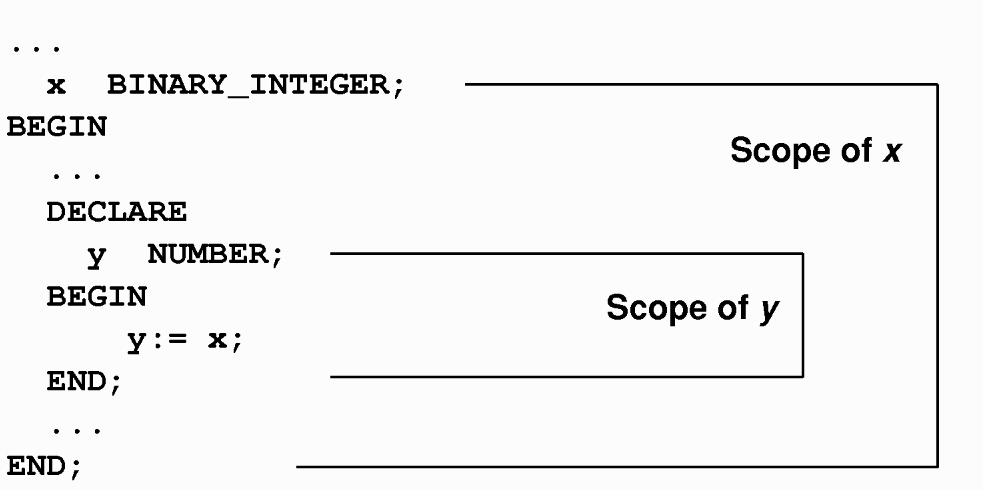 ...
x BINARY_INTEGER;
BEGIN
Scope of x
...
DECLARE
y NUMBER;
BEGIN
Scope of y
y:= x;
END;
...
END;